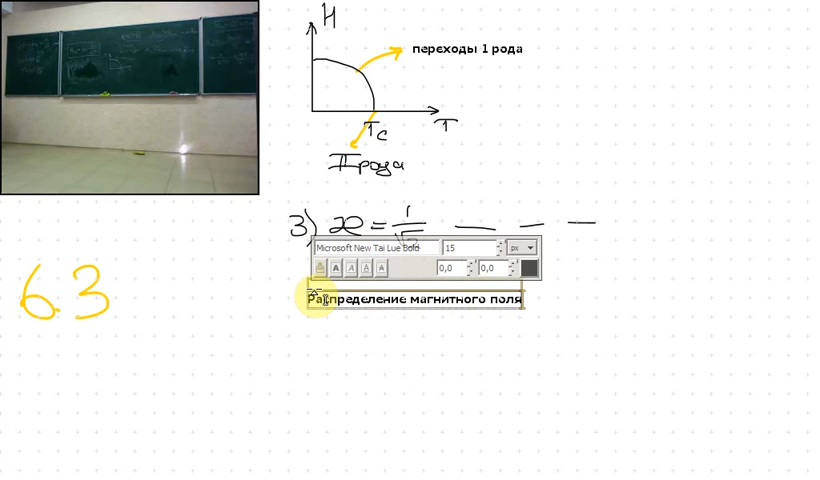 H
переходы 1 рода
Tc
T
II рода
3) æ = 1/√2 — — —
Microsoft New Tai Lue Bold 15 px
A A A A 0,0 0,0
Распределение магнитного поля
6.3